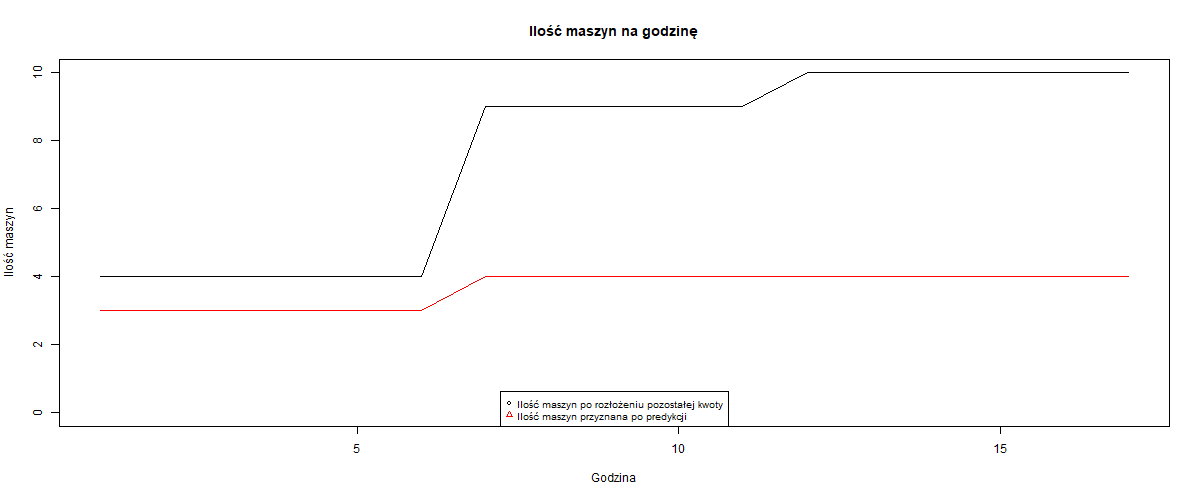 Ilość maszyn na godzinę
Ilość maszyn
10
8
6
4
2
0
Ilość maszyn po rozłożeniu pozostałej kwoty
Ilość maszyn przyznana po predykcji
5 10 15
Godzina